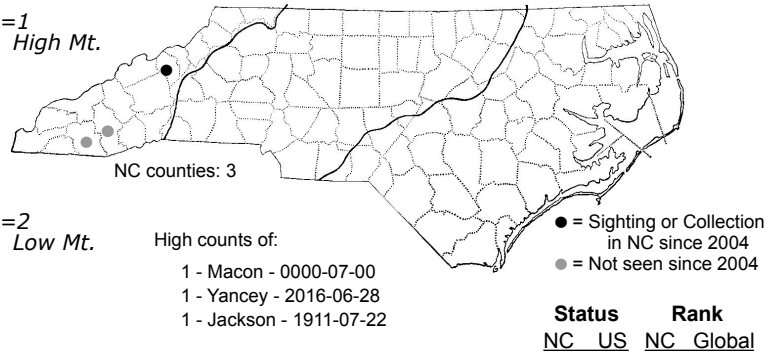 =1
High Mt.
NC counties: 3
=2
Low Mt.
High counts of:
1 - Macon - 0000-07-00
1 - Yancey - 2016-06-28
1 - Jackson - 1911-07-22
● = Sighting or Collection
in NC since 2004
● = Not seen since 2004
Status Rank
NC US NC Global